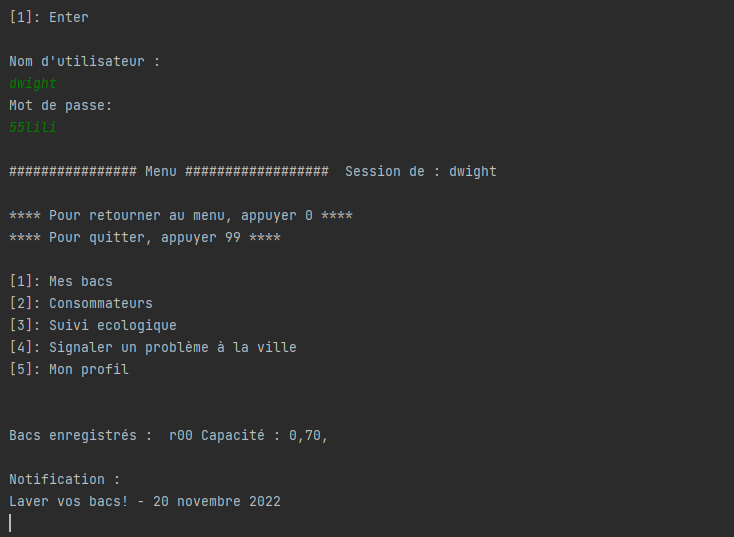 [1]: Enter
Nom d'utilisateur :
dwight
Mot de passe:
55lili
################ Menu ##################  Session de : dwight
**** Pour retourner au menu, appuyer 0 ****
**** Pour quitter, appuyer 99 ****
[1]: Mes bacs
[2]: Consommateurs
[3]: Suivi ecologique
[4]: Signaler un problème à la ville
[5]: Mon profil
Bacs enregistrés :  r00 Capacité : 0,70,
Notification :
Laver vos bacs! - 20 novembre 2022